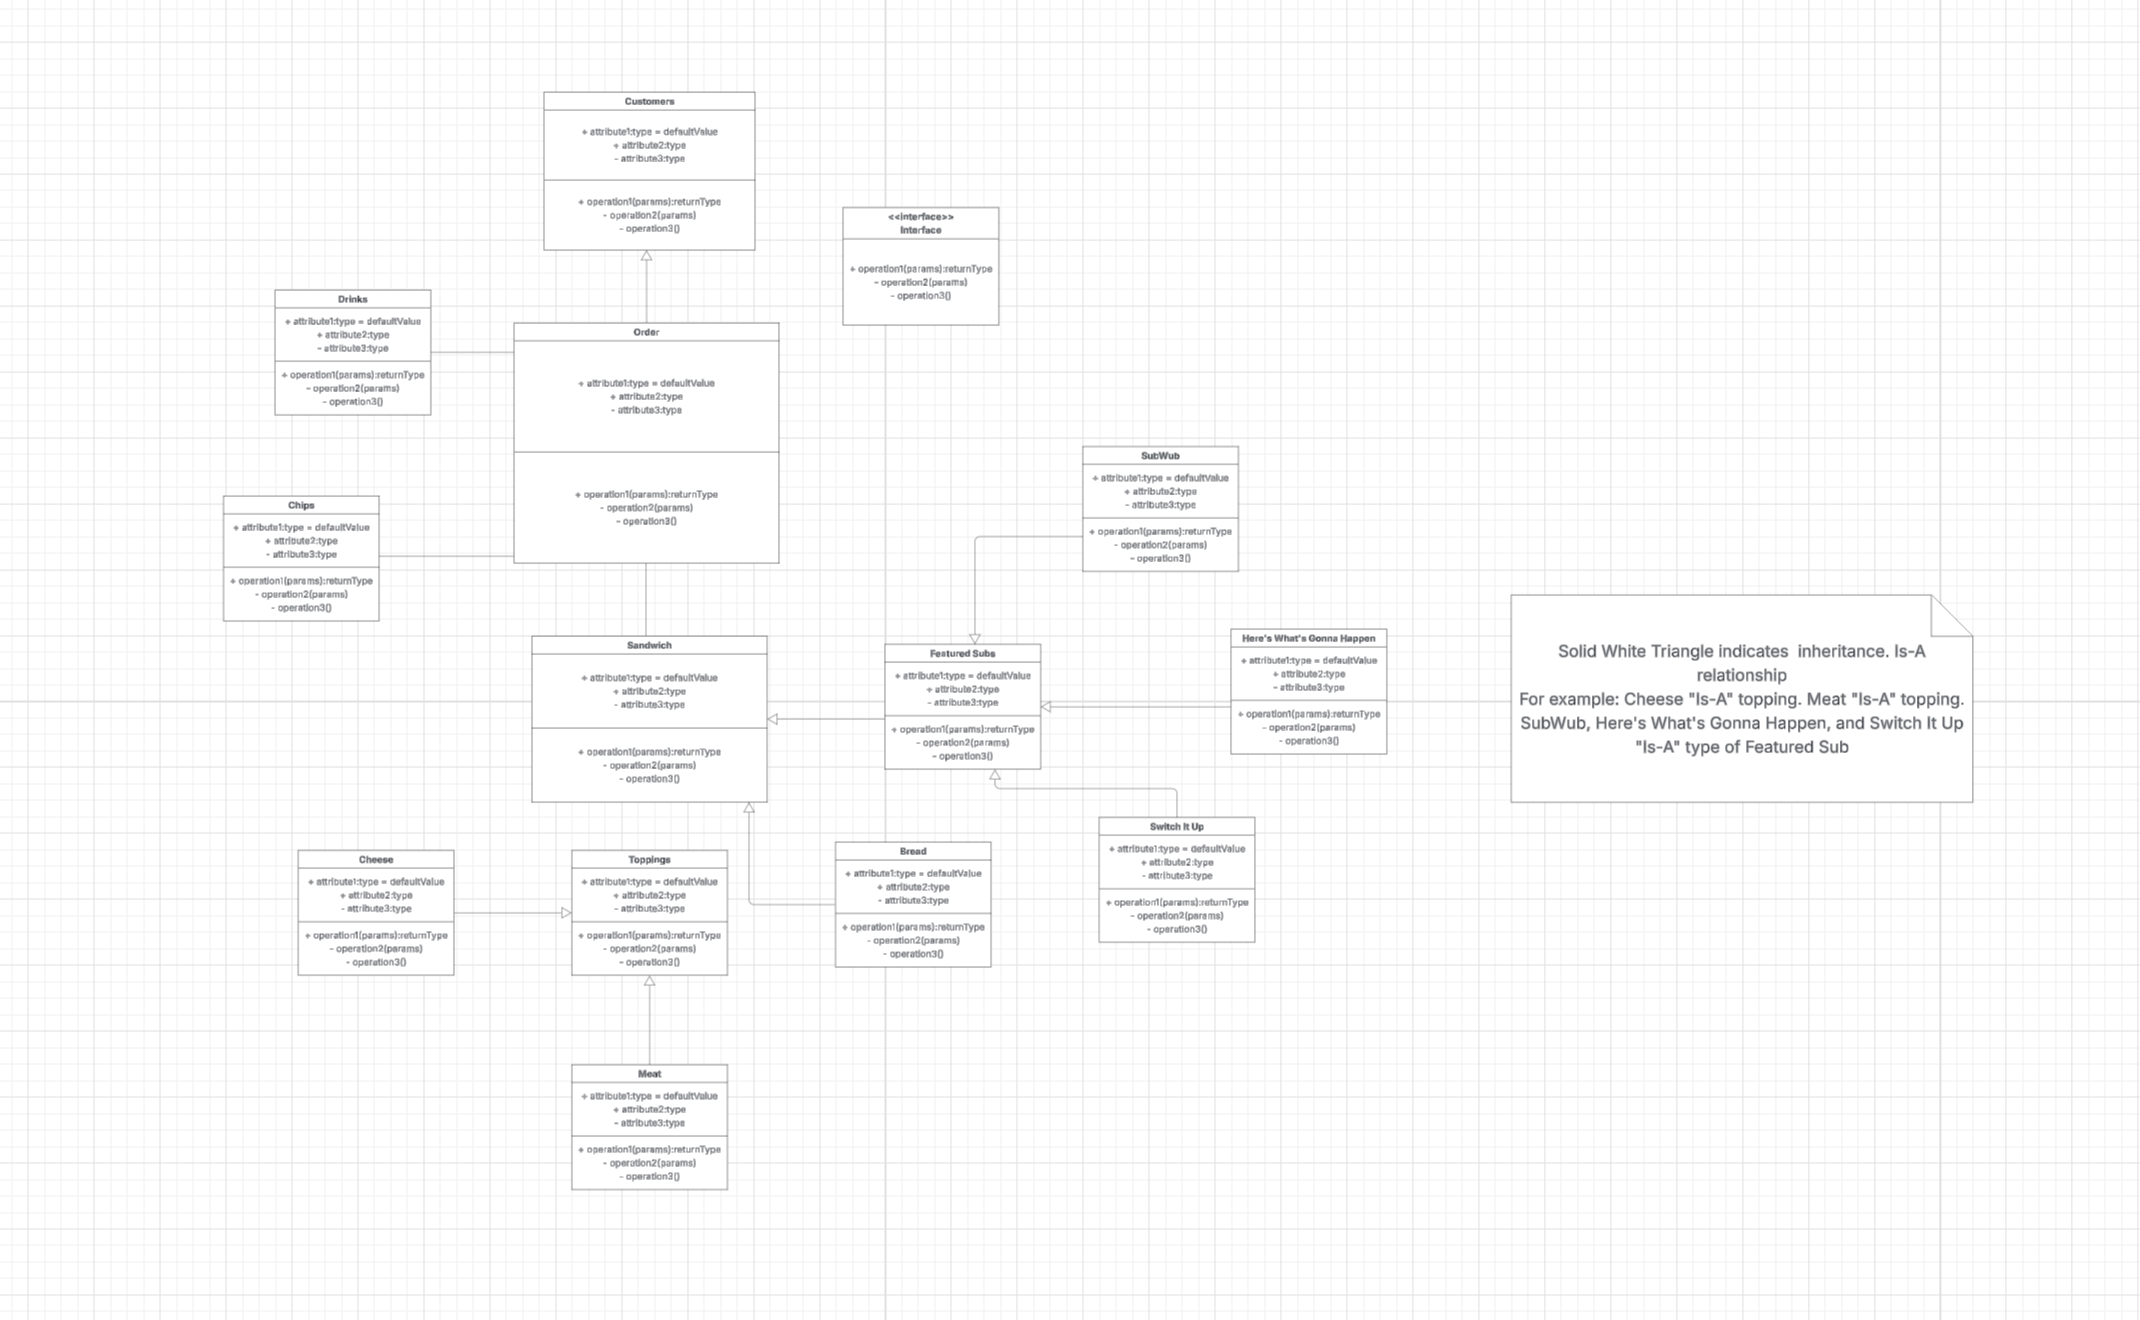 Customers
+ attribute1:type = defaultValue
+ attribute2:type
- attribute3:type
+ operation1(params):returnType
- operation2(params)
- operation3()
<<interface>>
Interface
+ operation1(params):returnType
- operation2(params)
- operation3()
Drinks
+ attribute1:type = defaultValue
+ attribute2:type
- attribute3:type
+ operation1(params):returnType
- operation2(params)
- operation3()
Order
+ attribute1:type = defaultValue
+ attribute2:type
- attribute3:type
+ operation1(params):returnType
- operation2(params)
- operation3()
Chips
+ attribute1:type = defaultValue
+ attribute2:type
- attribute3:type
+ operation1(params):returnType
- operation2(params)
- operation3()
SubWub
+ attribute1:type = defaultValue
+ attribute2:type
- attribute3:type
+ operation1(params):returnType
- operation2(params)
- operation3()
Sandwich
+ attribute1:type = defaultValue
+ attribute2:type
- attribute3:type
+ operation1(params):returnType
- operation2(params)
- operation3()
Featured Subs
+ attribute1:type = defaultValue
+ attribute2:type
- attribute3:type
+ operation1(params):returnType
- operation2(params)
- operation3()
Here's What's Gonna Happen
+ attribute1:type = defaultValue
+ attribute2:type
- attribute3:type
+ operation1(params):returnType
- operation2(params)
- operation3()
Solid White Triangle indicates  inheritance. Is-A
relationship
For example: Cheese "Is-A" topping. Meat "Is-A" topping.
SubWub, Here's What's Gonna Happen, and Switch It Up
"Is-A" type of Featured Sub
Cheese
+ attribute1:type = defaultValue
+ attribute2:type
- attribute3:type
+ operation1(params):returnType
- operation2(params)
- operation3()
Toppings
+ attribute1:type = defaultValue
+ attribute2:type
- attribute3:type
+ operation1(params):returnType
- operation2(params)
- operation3()
Bread
+ attribute1:type = defaultValue
+ attribute2:type
- attribute3:type
+ operation1(params):returnType
- operation2(params)
- operation3()
Switch It Up
+ attribute1:type = defaultValue
+ attribute2:type
- attribute3:type
+ operation1(params):returnType
- operation2(params)
- operation3()
Meat
+ attribute1:type = defaultValue
+ attribute2:type
- attribute3:type
+ operation1(params):returnType
- operation2(params)
- operation3()